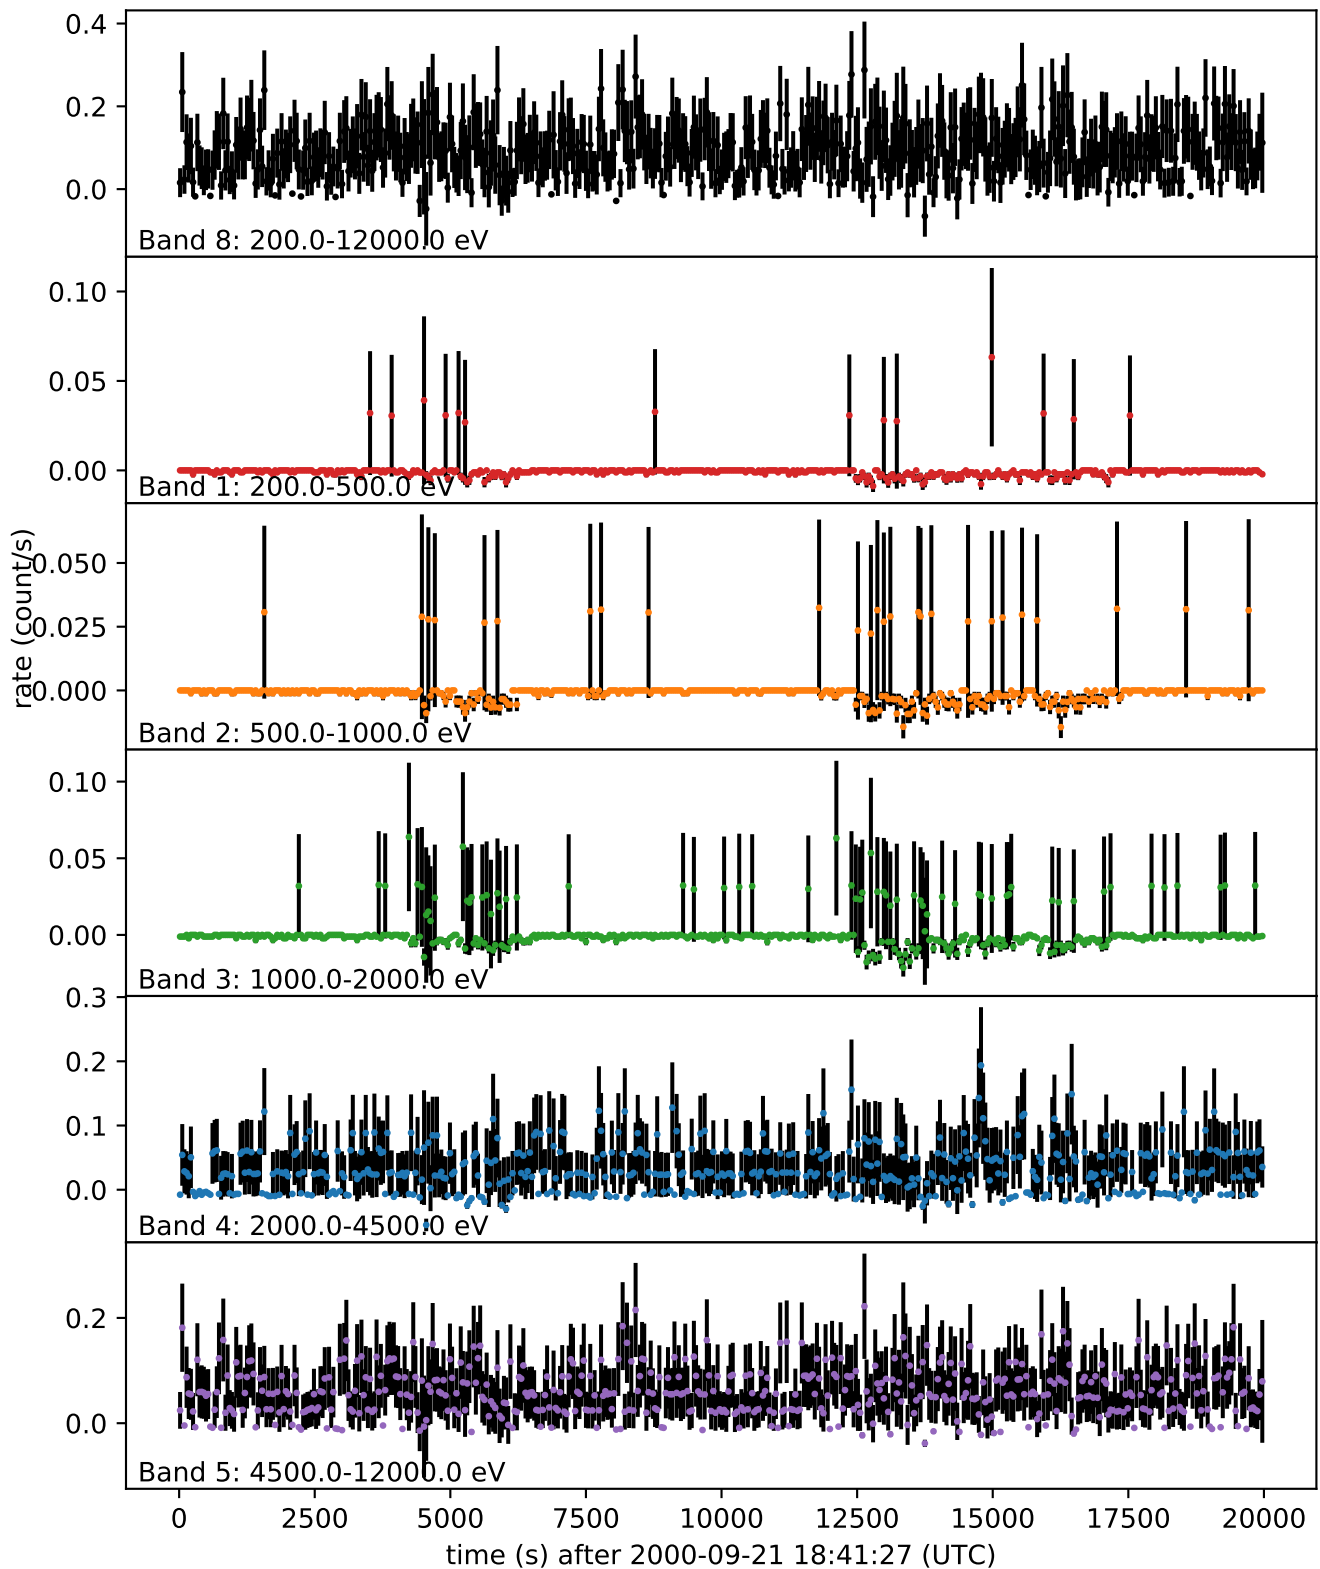 0.4
0.2
0.0
Band 8: 200.0-12000.0 eV
0.10
0.05
0.00
Band 1: 200.0-500.0 eV
rate (count/s)
0.050
0.025
0.000
Band 2: 500.0-1000.0 eV
0.10
0.05
0.00
Band 3: 1000.0-2000.0 eV
0.3
0.2
0.1
0.0
Band 4: 2000.0-4500.0 eV
0.2
0.0
Band 5: 4500.0-12000.0 eV
0 2500 5000 7500 10000 12500 15000 17500 20000
time (s) after 2000-09-21 18:41:27 (UTC)